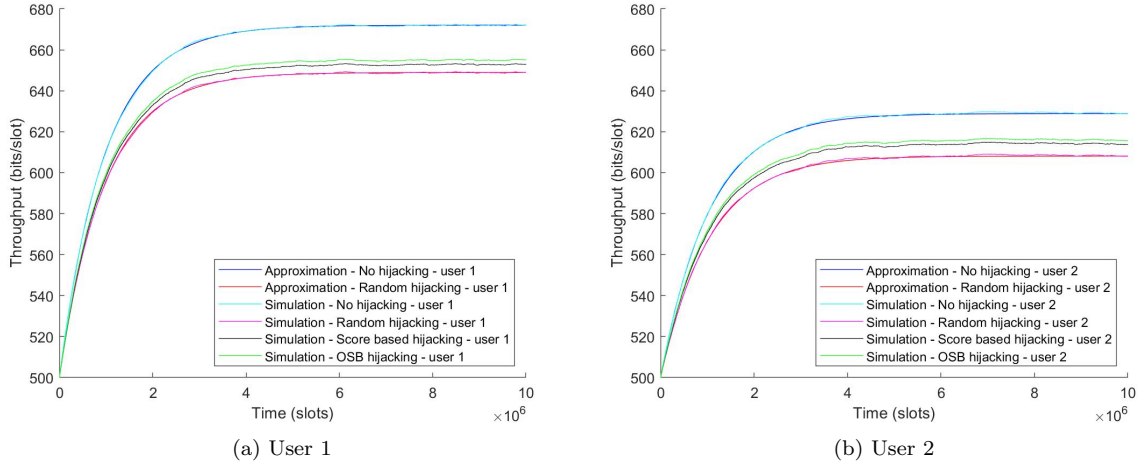 680
660
640
620
600
580
560
540
520
500
Throughput (bits/slot)
Approximation - No hijacking - user 1
Approximation - Random hijacking - user 1
Simulation - No hijacking - user 1
Simulation - Random hijacking - user 1
Simulation - Score based hijacking - user 1
Simulation - OSB hijacking - user 1
0 2 4 6 8 10
Time (slots)
×10⁶
(a) User 1
680
660
640
620
600
580
560
540
520
500
Throughput (bits/slot)
Approximation - No hijacking - user 2
Approximation - Random hijacking - user 2
Simulation - No hijacking - user 2
Simulation - Random hijacking - user 2
Simulation - Score based hijacking - user 2
Simulation - OSB hijacking - user 2
0 2 4 6 8 10
Time (slots)
×10⁶
(b) User 2